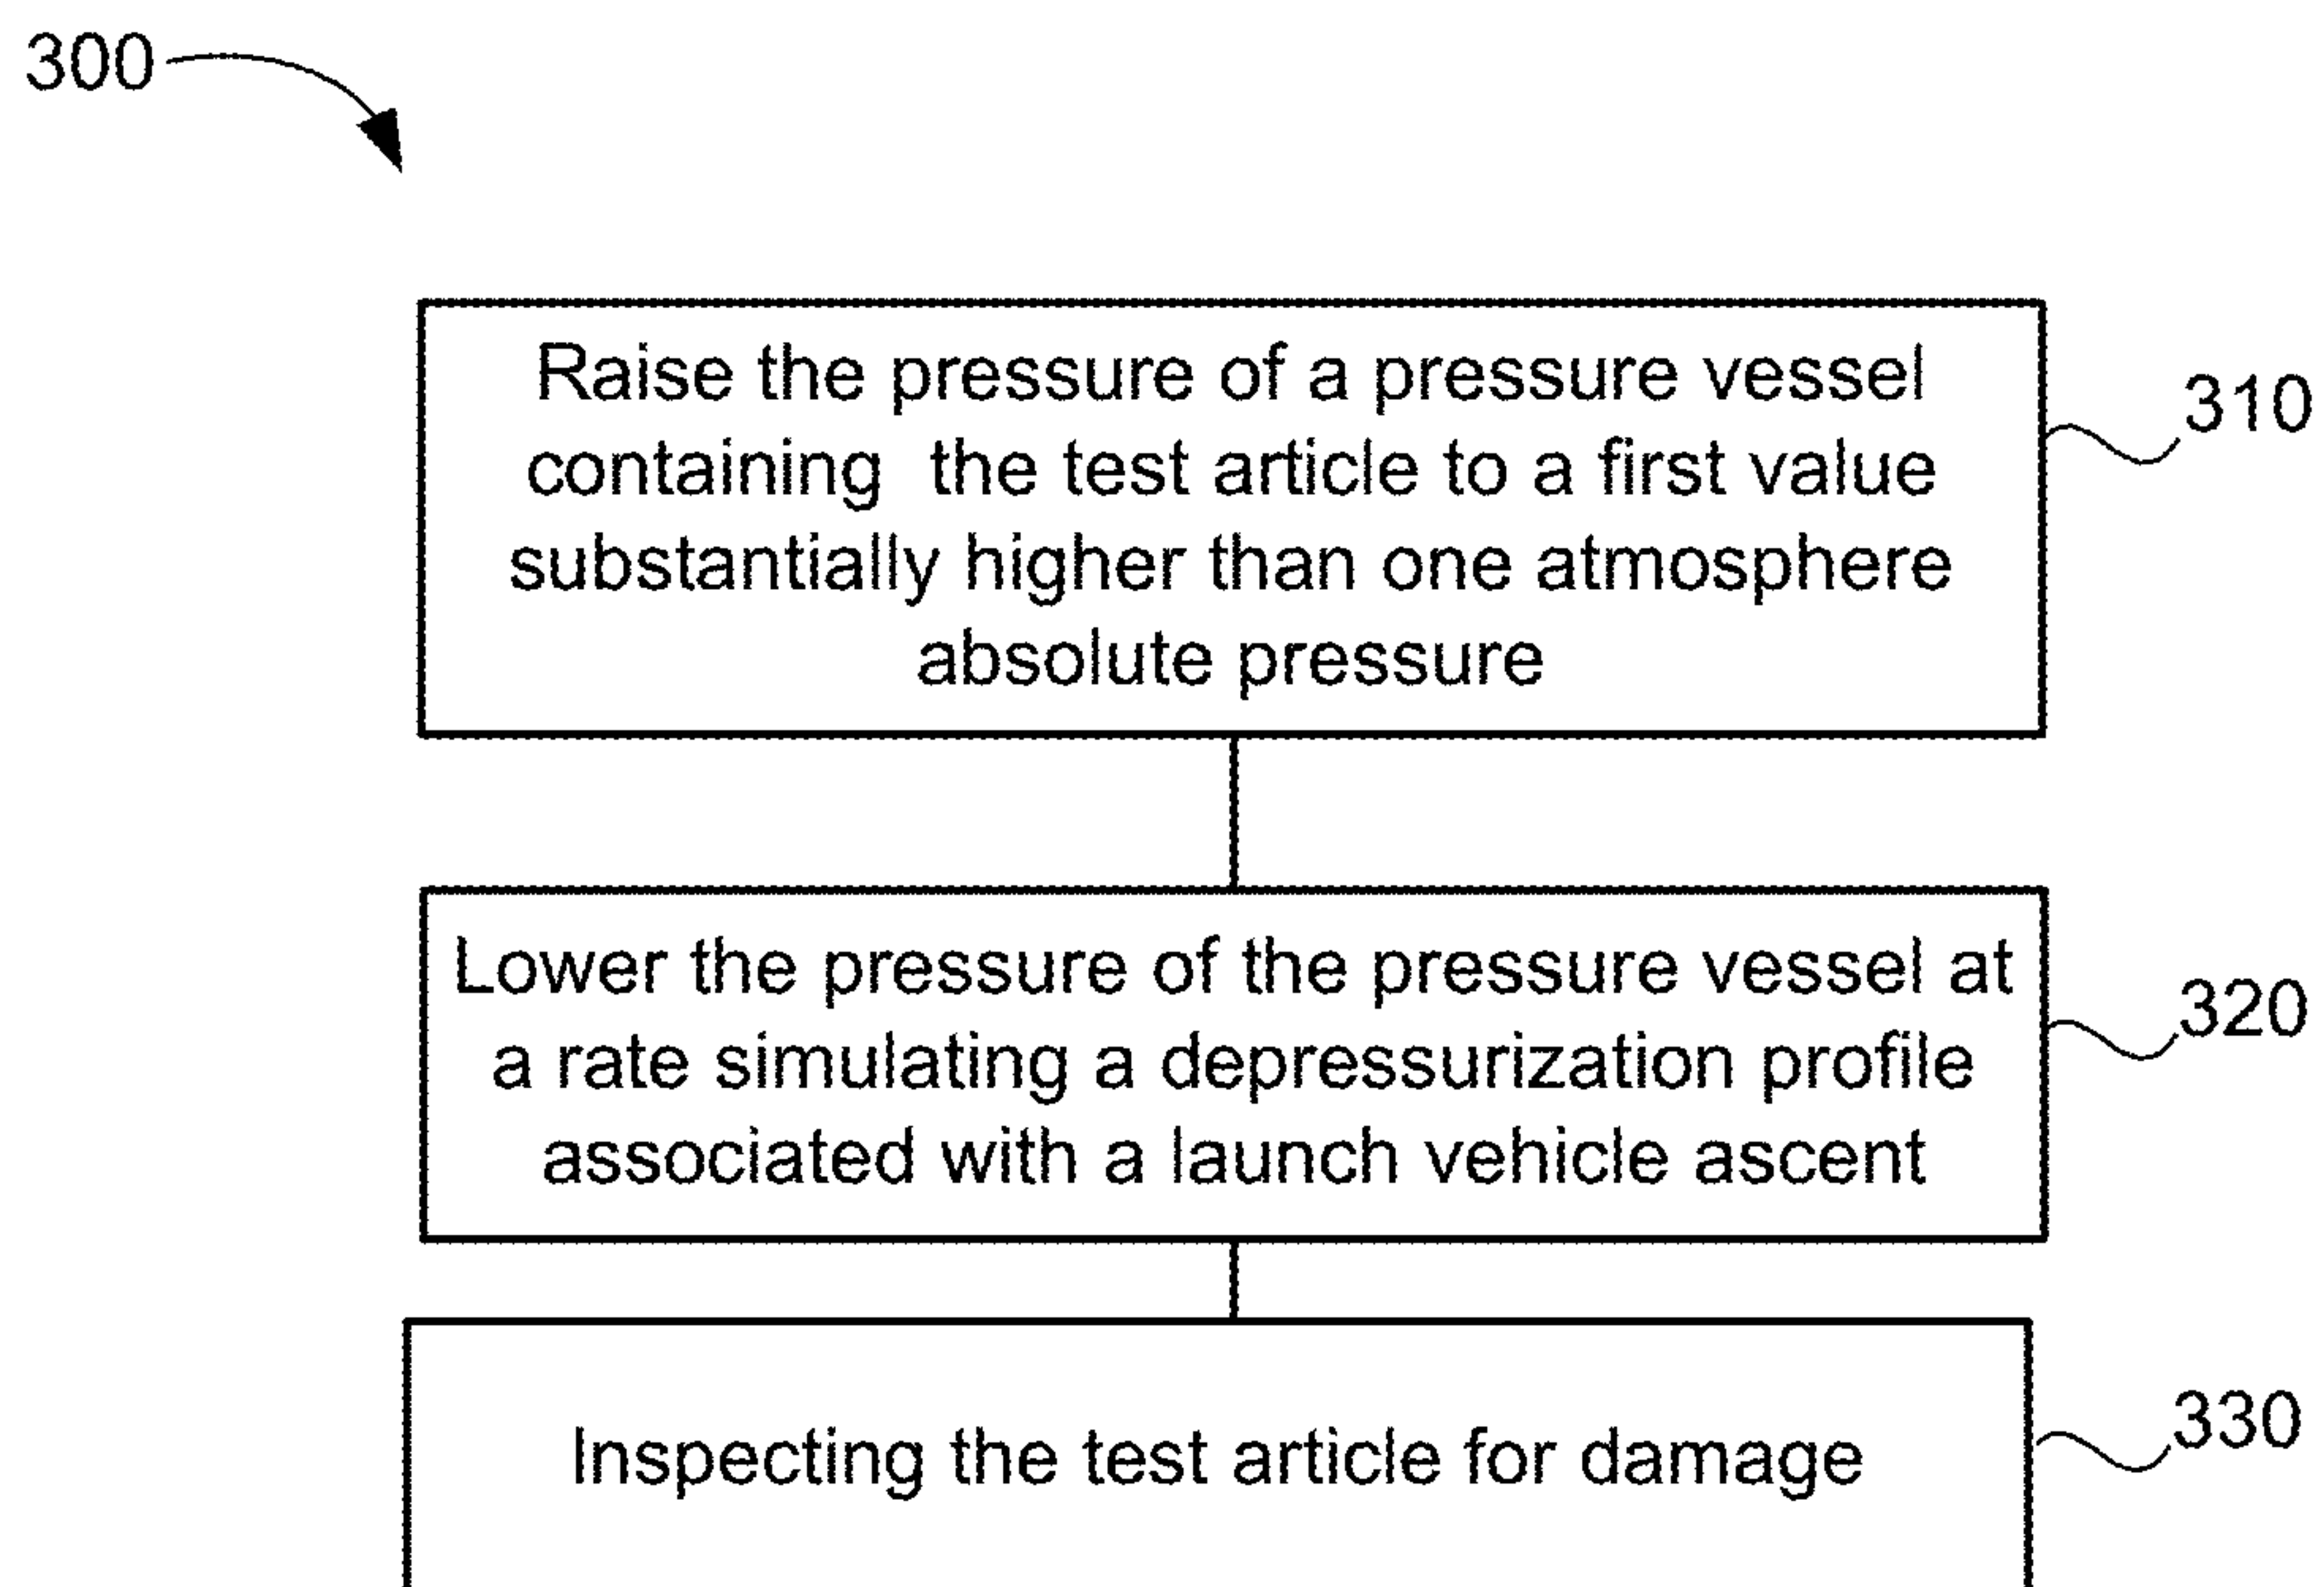 300
Raise the pressure of a pressure vessel
containing the test article to a first value
substantially higher than one atmosphere
absolute pressure
310
Lower the pressure of the pressure vessel at
a rate simulating a depressurization profile
associated with a launch vehicle ascent
320
Inspecting the test article for damage
330